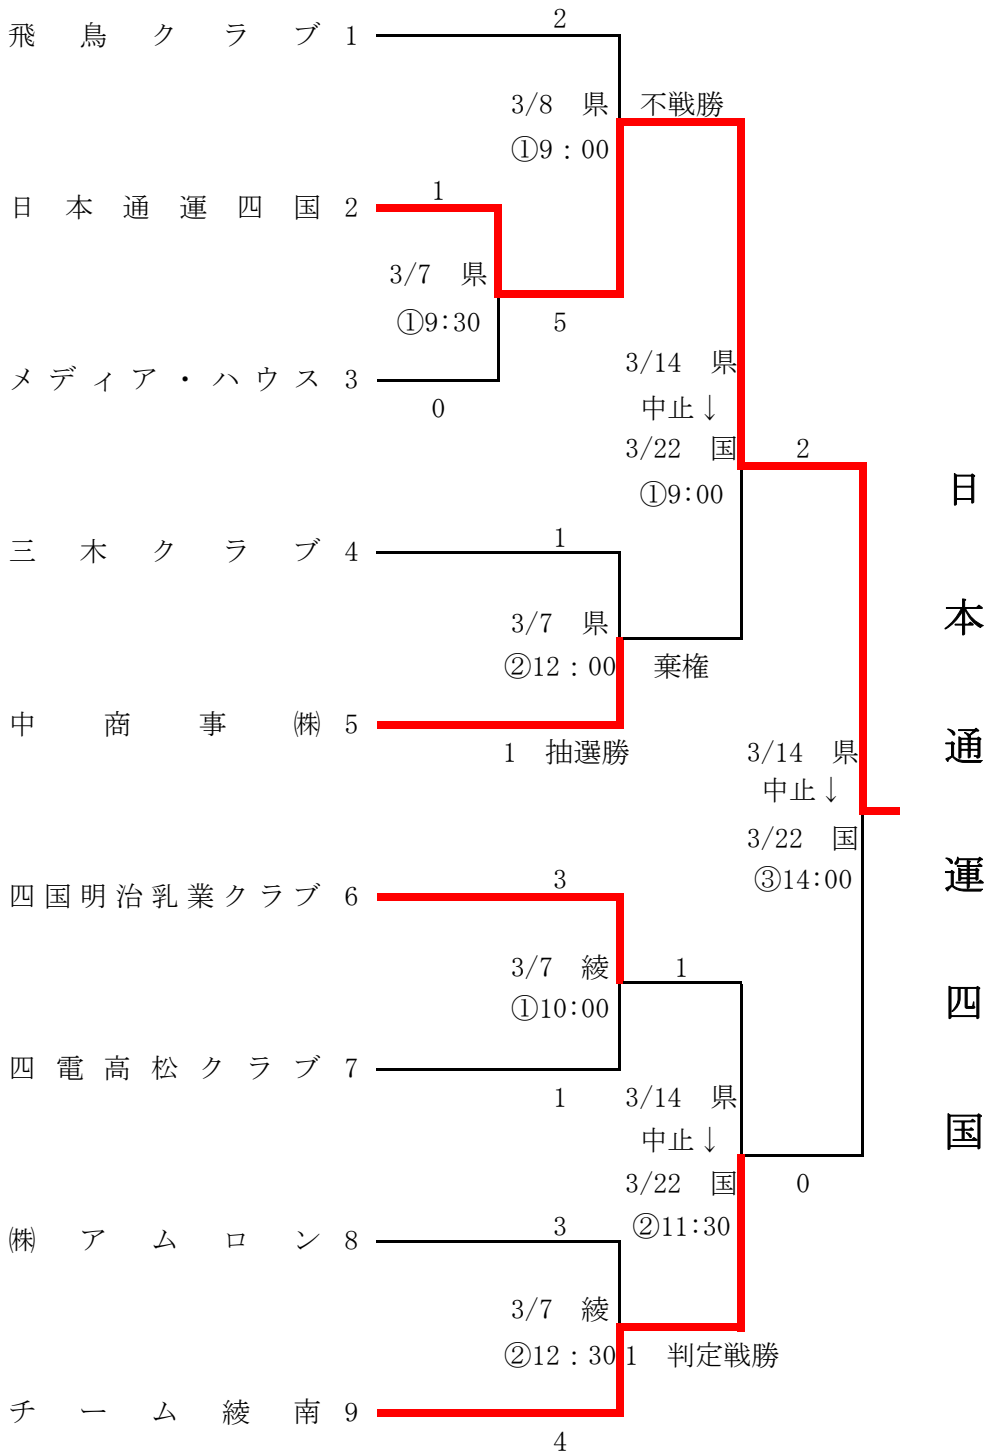 2
飛鳥クラブ 1
3/8 県 不戦勝
①9：00
1
日本通運四国 2
3/7 県
①9:30 5
3/14 県
メディア・ハウス 3
0
中止↓
3/22 国 2
①9:00
日本通運四国
1
三木クラブ 4
3/7 県
②12：00 棄権
中商事㈱ 5
1 抽選勝
3/14 県
中止↓
3/22 国
③14:00
3
四国明治乳業クラブ 6
3/7 綾 1
①10:00
四電高松クラブ 7
1
3/14 県
中止↓
3/22 国 0
②11:30
3
㈱アムロン 8
3/7 綾
②12：30 1 判定戦勝
チーム綾南 9
4